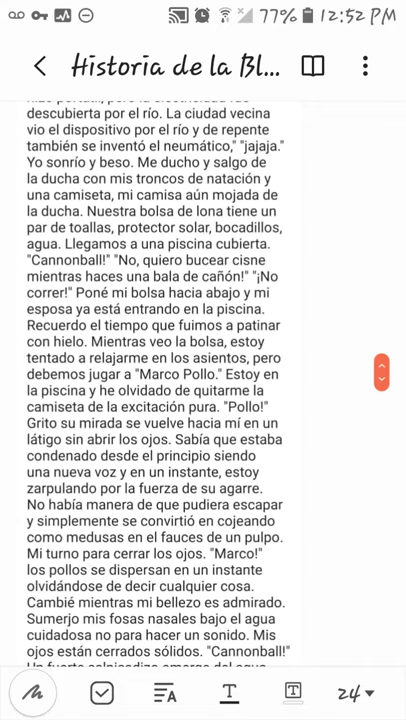 77% 12:52 PM
Historia de la Bl...
descubierta por el río. La ciudad vecina
vio el dispositivo por el río y de repente
también se inventó el neumático," "jajaja."
Yo sonrío y beso. Me ducho y salgo de
la ducha con mis troncos de natación y
una camiseta, mi camisa aún mojada de
la ducha. Nuestra bolsa de lona tiene un
par de toallas, protector solar, bocadillos,
agua. Llegamos a una piscina cubierta.
"Cannonball!" "No, quiero bucear cisne
mientras haces una bala de cañón!" "¡No
correr!" Poné mi bolsa hacia abajo y mi
esposa ya está entrando en la piscina.
Recuerdo el tiempo que fuimos a patinar
con hielo. Mientras veo la bolsa, estoy
tentado a relajarme en los asientos, pero
debemos jugar a "Marco Pollo." Estoy en
la piscina y he olvidado de quitarme la
camiseta de la excitación pura. "Pollo!"
Grito su mirada se vuelve hacia mí en un
látigo sin abrir los ojos. Sabía que estaba
condenado desde el principio siendo
una nueva voz y en un instante, estoy
zarpulando por la fuerza de su agarre.
No había manera de que pudiera escapar
y simplemente se convirtió en cojeando
como medusas en el fauces de un pulpo.
Mi turno para cerrar los ojos. "Marco!"
los pollos se dispersan en un instante
olvidándose de decir cualquier cosa.
Cambié mientras mi bellezo es admirado.
Sumerjo mis fosas nasales bajo el agua
cuidadosa no para hacer un sonido. Mis
ojos están cerrados sólidos. "Cannonball!"
24